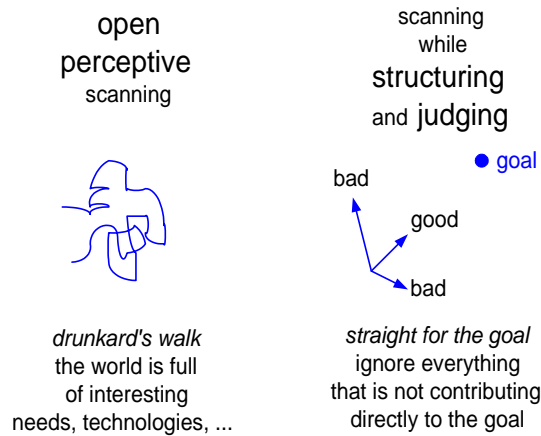 open
perceptive
scanning
drunkard's walk
the world is full
of interesting
needs, technologies, ...
scanning
while
structuring
and judging
goal
bad
good
bad
straight for the goal
ignore everything
that is not contributing
directly to the goal